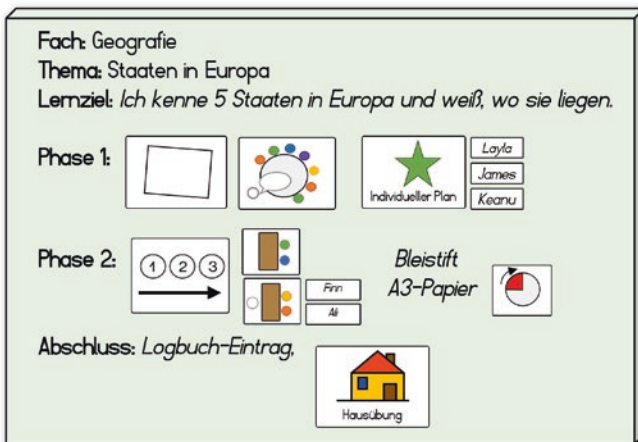 Fach: Geografie
Thema: Staaten in Europa
Lernziel: Ich kenne 5 Staaten in Europa und weiß, wo sie liegen.
Phase 1:
Individueller Plan
Layla
James
Keanu
Phase 2:
1 2 3
Finn
Ali
Bleistift
A3-Papier
Abschluss: Logbuch-Eintrag,
Hausübung